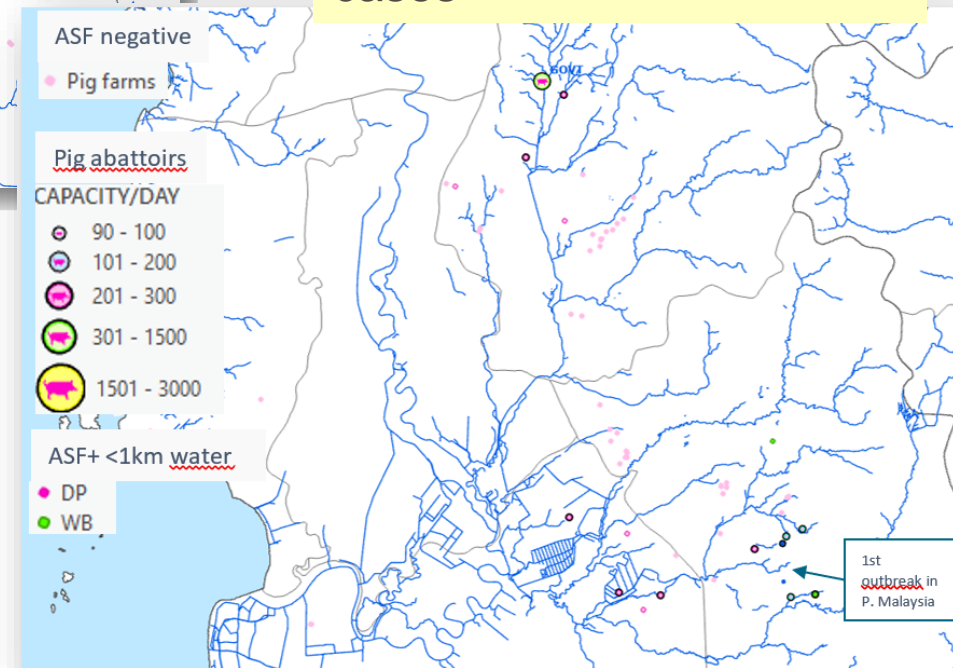 ASF negative
Pig farms
Pig abattoirs
CAPACITY/DAY
90 - 100
101 - 200
201 - 300
301 - 1500
1501 - 3000
ASF+ <1km water
DP
WB
GOVT
1st
outbreak in
P. Malaysia